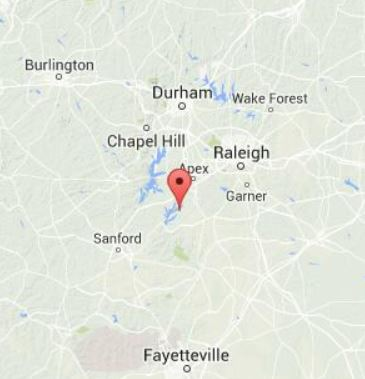 Burlington
Durham
Wake Forest
Chapel Hill
Raleigh
Apex
Garner
Sanford
Fayetteville